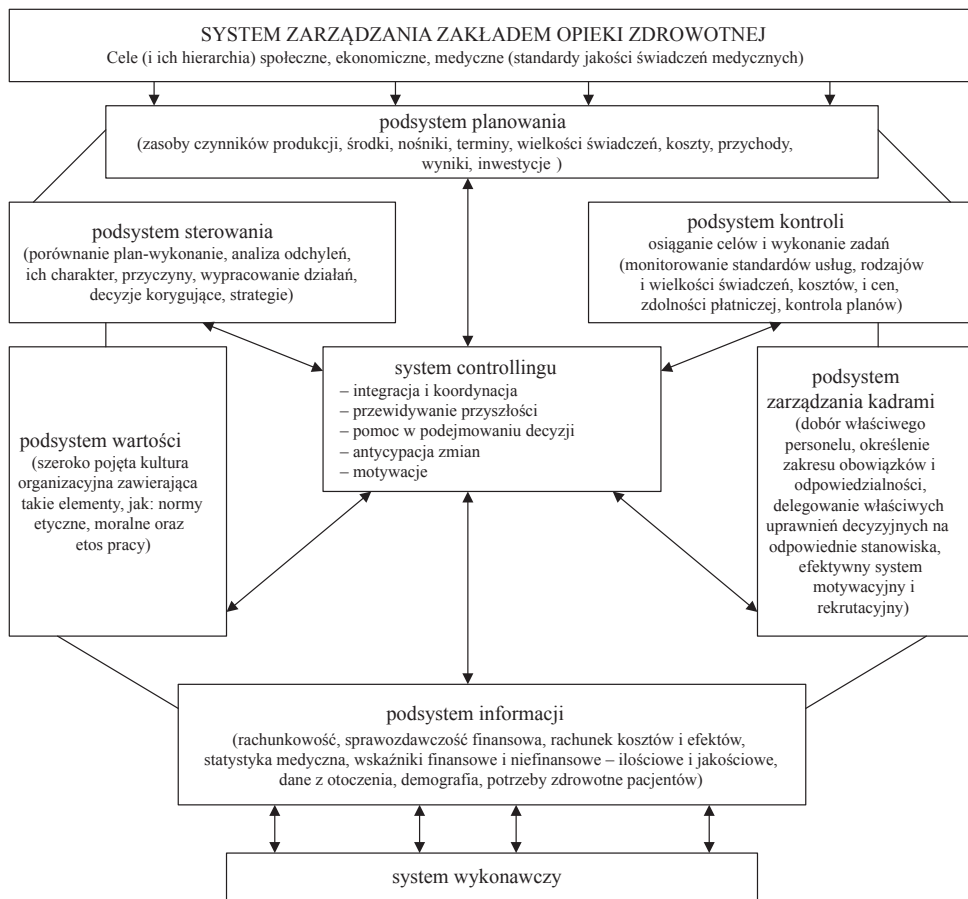 SYSTEM ZARZĄDZANIA ZAKŁADEM OPIEKI ZDROWOTNEJ
Cele (i ich hierarchia) społeczne, ekonomiczne, medyczne (standardy jakości świadczeń medycznych)
podsystem planowania
(zasoby czynników produkcji, środki, nośniki, terminy, wielkości świadczeń, koszty, przychody,
wyniki, inwestycje )
podsystem sterowania
(porównanie plan-wykonanie, analiza odchyleń,
ich charakter, przyczyny, wypracowanie działań,
decyzje korygujące, strategie)
podsystem kontroli
osiąganie celów i wykonanie zadań
(monitorowanie standardów usług, rodzajów
i wielkości świadczeń, kosztów, i cen,
zdolności płatniczej, kontrola planów)
podsystem wartości
(szeroko pojęta kultura
organizacyjna zawierająca
takie elementy, jak: normy
etyczne, moralne oraz
etos pracy)
system controllingu
– integracja i koordynacja
– przewidywanie przyszłości
– pomoc w podejmowaniu decyzji
– antycypacja zmian
– motywacje
podsystem
zarządzania kadrami
(dobór właściwego
personelu, określenie
zakresu obowiązków i
odpowiedzialności,
delegowanie właściwych
uprawnień decyzyjnych na
odpowiednie stanowiska,
efektywny system
motywacyjny i
rekrutacyjny)
podsystem informacji
(rachunkowość, sprawozdawczość finansowa, rachunek kosztów i efektów,
statystyka medyczna, wskaźniki finansowe i niefinansowe – ilościowe i jakościowe,
dane z otoczenia, demografia, potrzeby zdrowotne pacjentów)
system wykonawczy